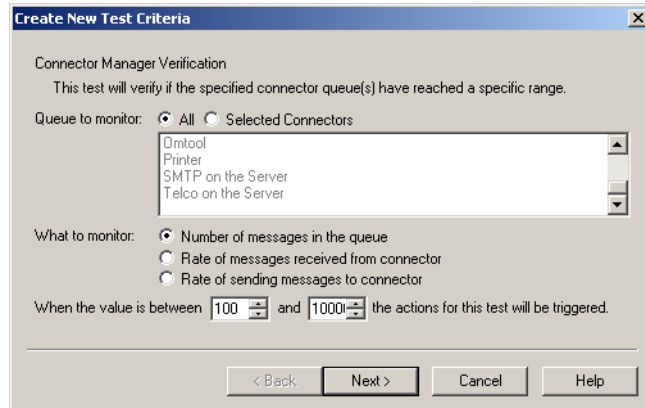 Create New Test Criteria
Connector Manager Verification
This test will verify if the specified connector queue(s) have reached a specific range.
Queue to monitor: All Selected Connectors
Omtool
Printer
SMTP on the Server
Telco on the Server
What to monitor: Number of messages in the queue
Rate of messages received from connector
Rate of sending messages to connector
When the value is between 100 and 1000 the actions for this test will be triggered.
< Back Next > Cancel Help